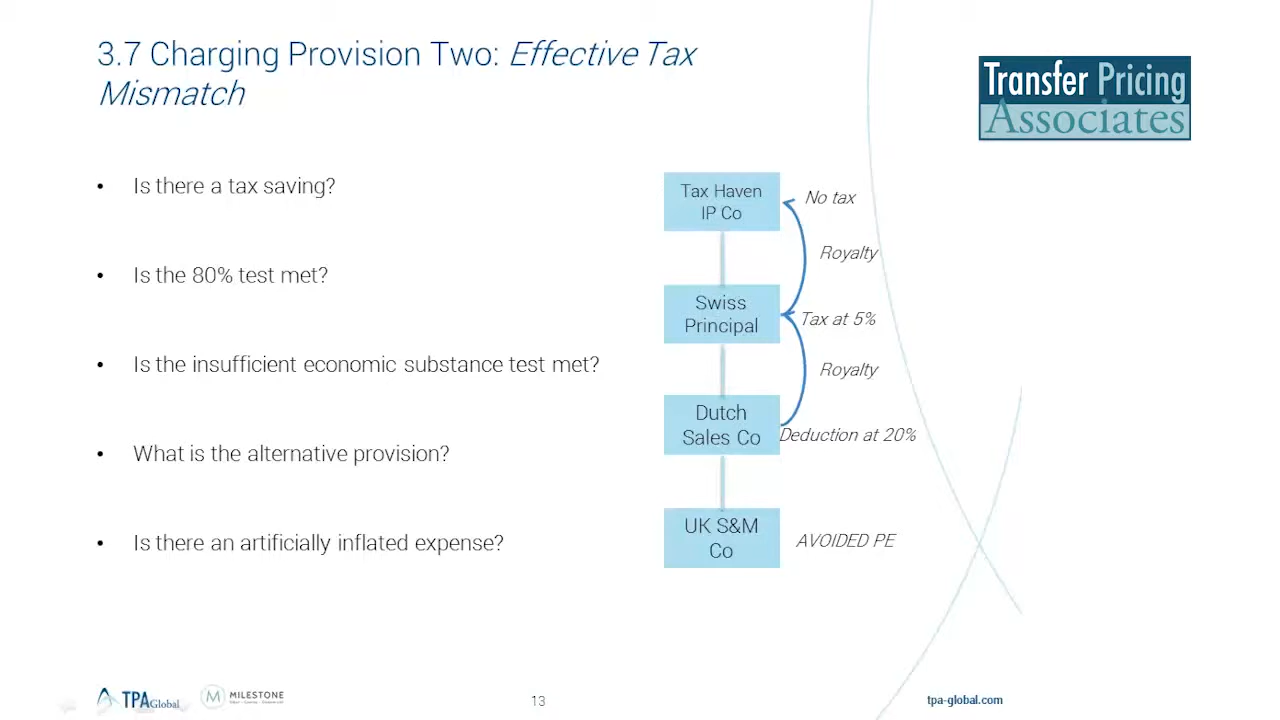 3.7 Charging Provision Two: Effective Tax
Mismatch
Transfer Pricing
Associates
• Is there a tax saving?
• Is the 80% test met?
• Is the insufficient economic substance test met?
• What is the alternative provision?
• Is there an artificially inflated expense?
Tax Haven
IP Co
No tax
Royalty
Swiss
Principal
Tax at 5%
Royalty
Dutch
Sales Co
Deduction at 20%
UK S&M
Co
AVOIDED PE
TPA Global
M MILESTONE
13
tpa-global.com